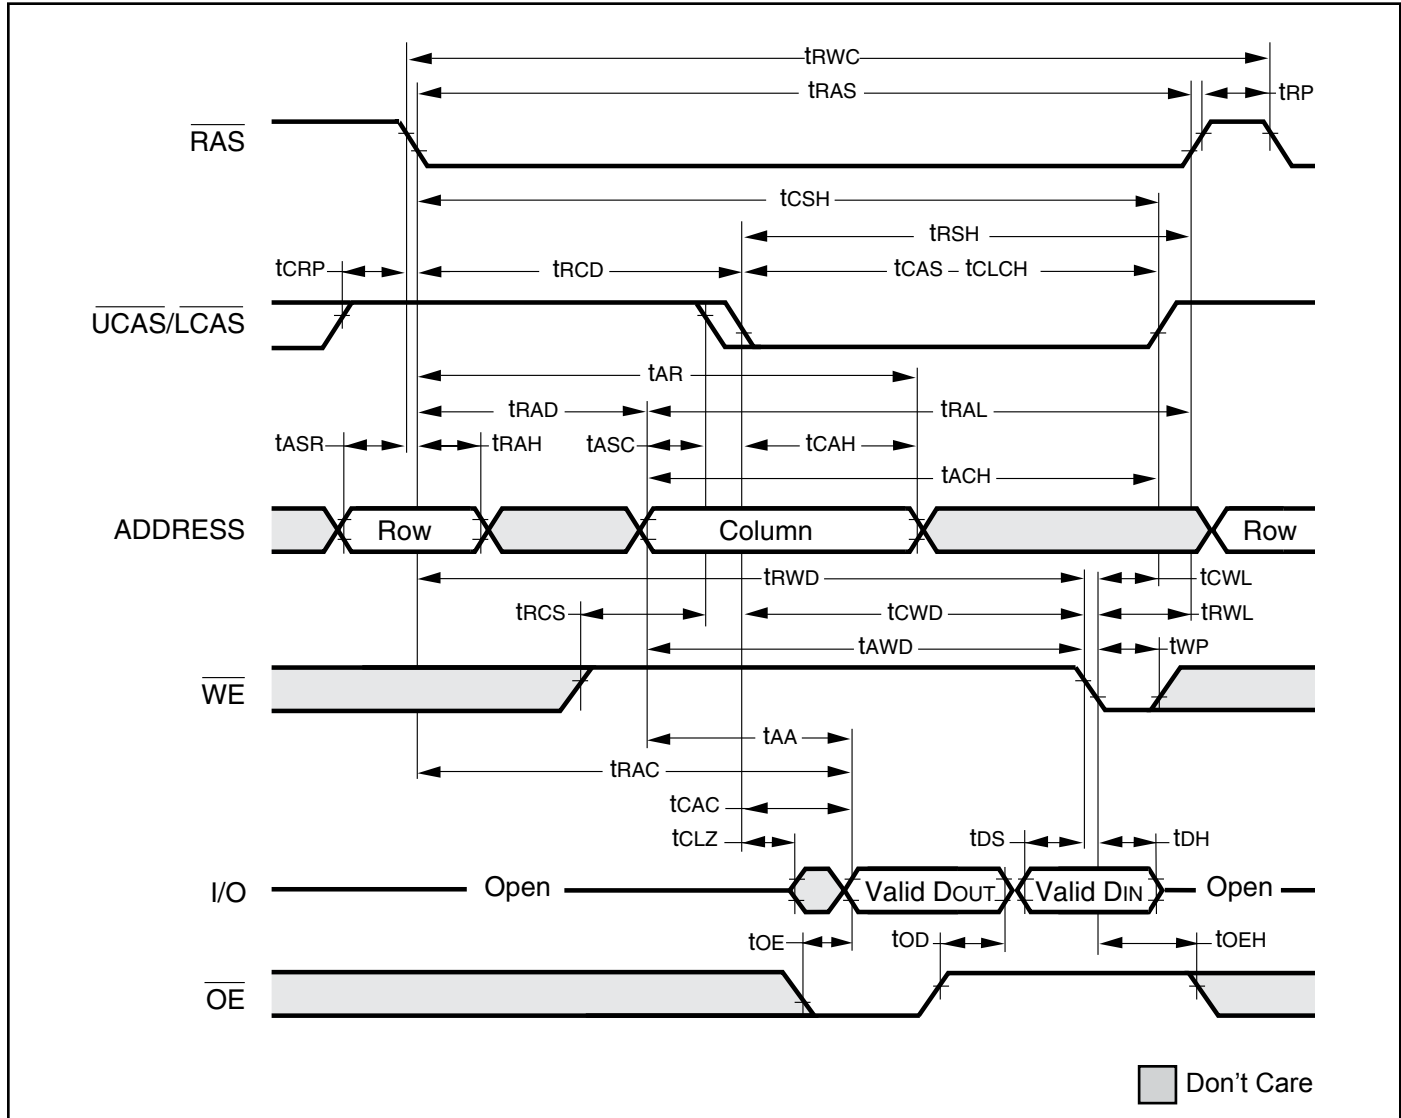 tRWC
tRAS
tRP
RAS
tCSH
tRSH
tCRP
tRCD
tCAS – tCLCH
UCAS/LCAS
tAR
tRAD
tRAL
tASR
tRAH
tASC
tCAH
tACH
ADDRESS
Row
Column
Row
tRWD
tCWL
tRCS
tCWD
tRWL
tAWD
tWP
WE
tAA
tRAC
tCAC
tCLZ
tDS
tDH
I/O
Open
Valid DOUT
Valid DIN
Open
tOE
tOD
tOEH
OE
Don't Care